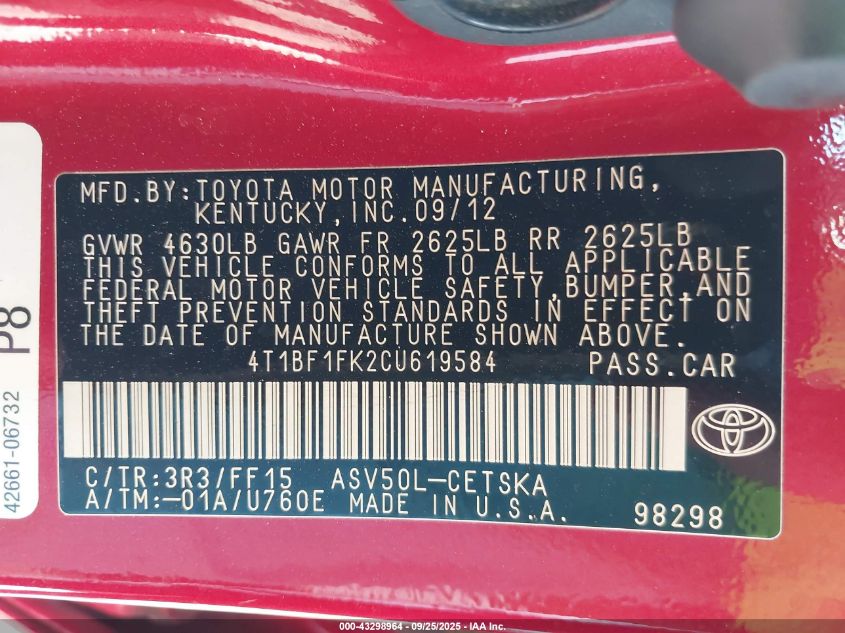 MFD.BY:TOYOTA MOTOR MANUFACTURING,
KENTUCKY,INC.09/12
GVWR 4630LB GAWR FR 2625LB RR 2625LB
THIS VEHICLE CONFORMS TO ALL APPLICABLE
FEDERAL MOTOR VEHICLE SAFETY,BUMPER,AND
THEFT PREVENTION STANDARDS IN EFFECT ON
THE DATE OF MANUFACTURE SHOWN ABOVE.
4T1BF1FK2CU619584 PASS.CAR
C/TR:3R3/FF15 ASV50L-CETSKA
A/TM:-01A/U760E MADE IN U.S.A.
98298
P8
42661-06732
000-43298964 - 09/25/2025 - IAA Inc.